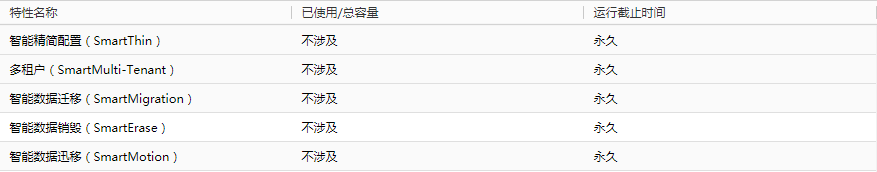 特性名称 已使用/总容量 运行截止时间
智能精简配置（SmartThin） 不涉及 永久
多租户（SmartMulti-Tenant） 不涉及 永久
智能数据迁移（SmartMigration） 不涉及 永久
智能数据销毁（SmartErase） 不涉及 永久
智能数据迅移（SmartMotion） 不涉及 永久